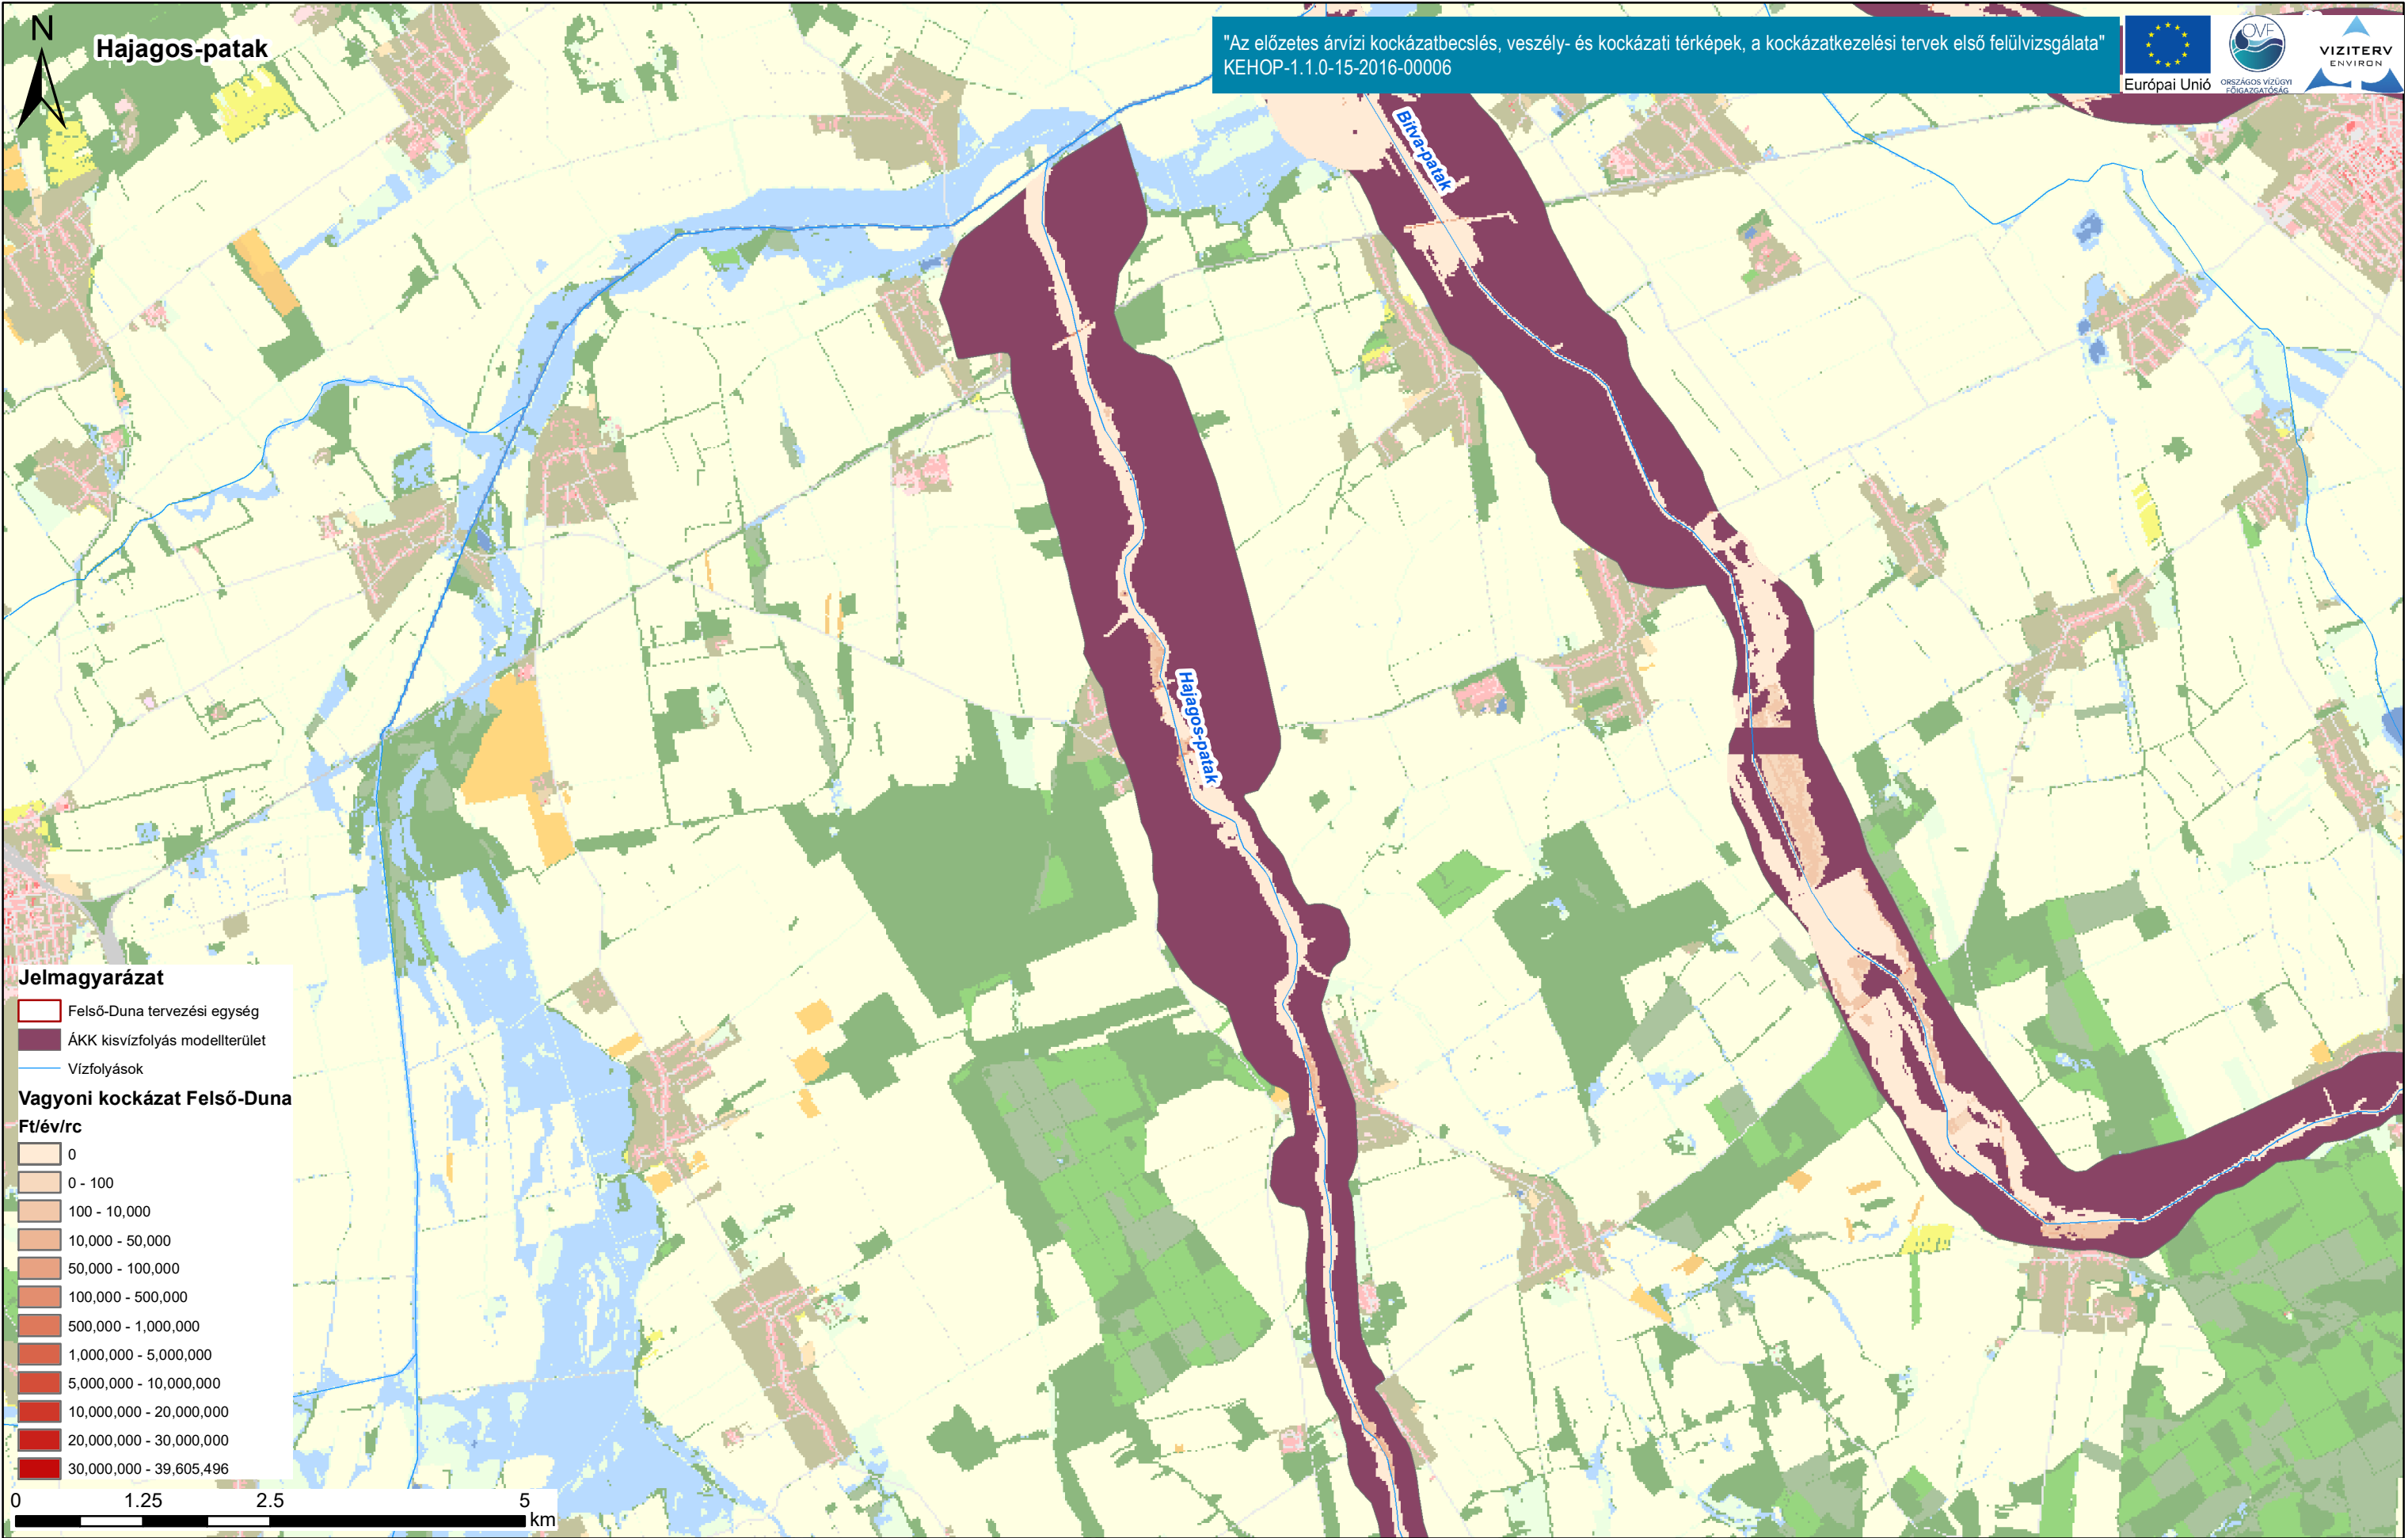 N
Hajagos-patak
"Az előzetes árvízi kockázatbecslés, veszély- és kockázati térképek, a kockázatkezelési tervek első felülvizsgálata"
KEHOP-1.1.0-15-2016-00006
Európai Unió
OVF
ORSZÁGOS VÍZÜGYI
FŐIGAZGATÓSÁG
VIZITERV
ENVIRON
Bitva-patak
Hajagos-patak
Jelmagyarázat
Felső-Duna tervezési egység
ÁKK kisvízfolyás modellterület
Vízfolyások
Vagyoni kockázat Felső-Duna
Ft/év/rc
0
0 - 100
100 - 10,000
10,000 - 50,000
50,000 - 100,000
100,000 - 500,000
500,000 - 1,000,000
1,000,000 - 5,000,000
5,000,000 - 10,000,000
10,000,000 - 20,000,000
20,000,000 - 30,000,000
30,000,000 - 39,605,496
0 1.25 2.5 5
km